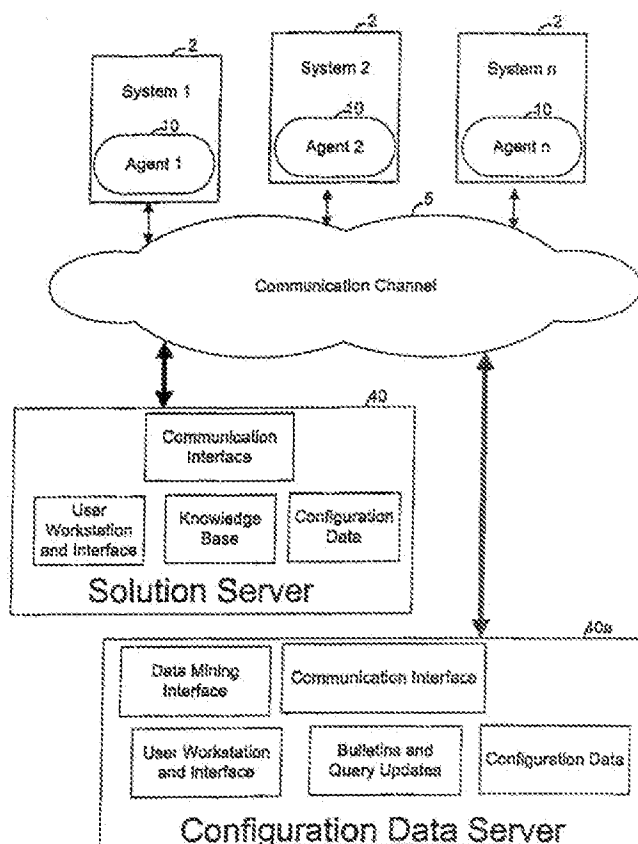 2 2 2
System 1 System 2 System n
10 10 10
Agent 1 Agent 2 Agent n
5
Communication Channel
40
Communication
Interface
User
Workstation
and Interface
Knowledge
Base
Configuration
Data
Solution Server
40a
Data Mining
Interface
Communication Interface
User Workstation
and Interface
Bulletins and
Query Updates
Configuration Data
Configuration Data Server